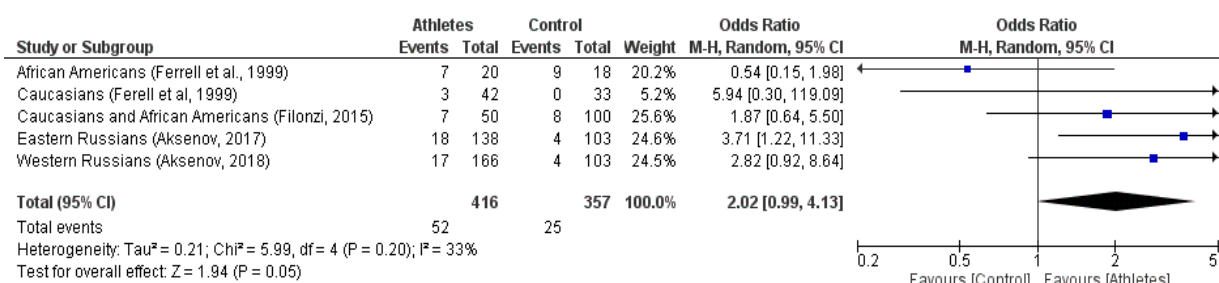 Athletes Control Odds Ratio Odds Ratio
Study or Subgroup Events Total Events Total Weight M-H, Random, 95% CI M-H, Random, 95% CI
African Americans (Ferrell et al., 1999) 7 20 9 18 20.2% 0.54 [0.15, 1.98]
Caucasians (Ferell et al, 1999) 3 42 0 33 5.2% 5.94 [0.30, 119.09]
Caucasians and African Americans (Filonzi, 2015) 7 50 8 100 25.6% 1.87 [0.64, 5.50]
Eastern Russians (Aksenov, 2017) 18 138 4 103 24.6% 3.71 [1.22, 11.33]
Western Russians (Aksenov, 2018) 17 166 4 103 24.5% 2.82 [0.92, 8.64]
Total (95% CI) 416 357 100.0% 2.02 [0.99, 4.13]
Total events 52 25
Heterogeneity: Tau² = 0.21; Chi² = 5.99, df = 4 (P = 0.20); I² = 33%
Test for overall effect: Z = 1.94 (P = 0.05)
0.2 0.5 1 2 5
Favours [Control] Favours [Athletes]